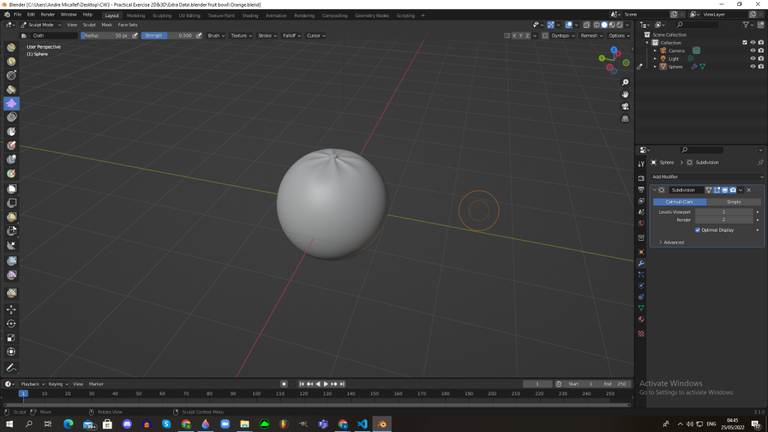 Blender [C:\Users\Andre Micallef\Desktop\CW3 - Practical Exercise 2D&3D\Extra Data\blender fruit bowl\Orange.blend]
File Edit Render Window Help Layout Modeling Sculpting UV Editing Texture Paint Shading Animation Rendering Compositing Geometry Nodes Scripting Scene ViewLayer
Sculpt Mode View Sculpt Mask Face Sets
Cloth Radius 50 px Strength 0.500 Brush Texture Stroke Falloff Cursor X Y Z Dyntopo Remesh Options
User Perspective
(1) Sphere
Scene Collection
Collection
Camera
Light
Sphere
Sphere > Subdivision
Add Modifier
Subdivision
Catmull-Clark Simple
Levels Viewport 1
Render 2
Optimal Display
Advanced
Activate Windows
Go to Settings to activate Windows.
Playback Keying View Marker 1 Start 1 End 250
1 10 20 30 40 50 60 70 80 90 100 110 120 130 140 150 160 170 180 190 200 210 220 230 240 250
Sculpt Move Rotate View Sculpt Context Menu 3.1.0
ENG 04:45
25/05/2022